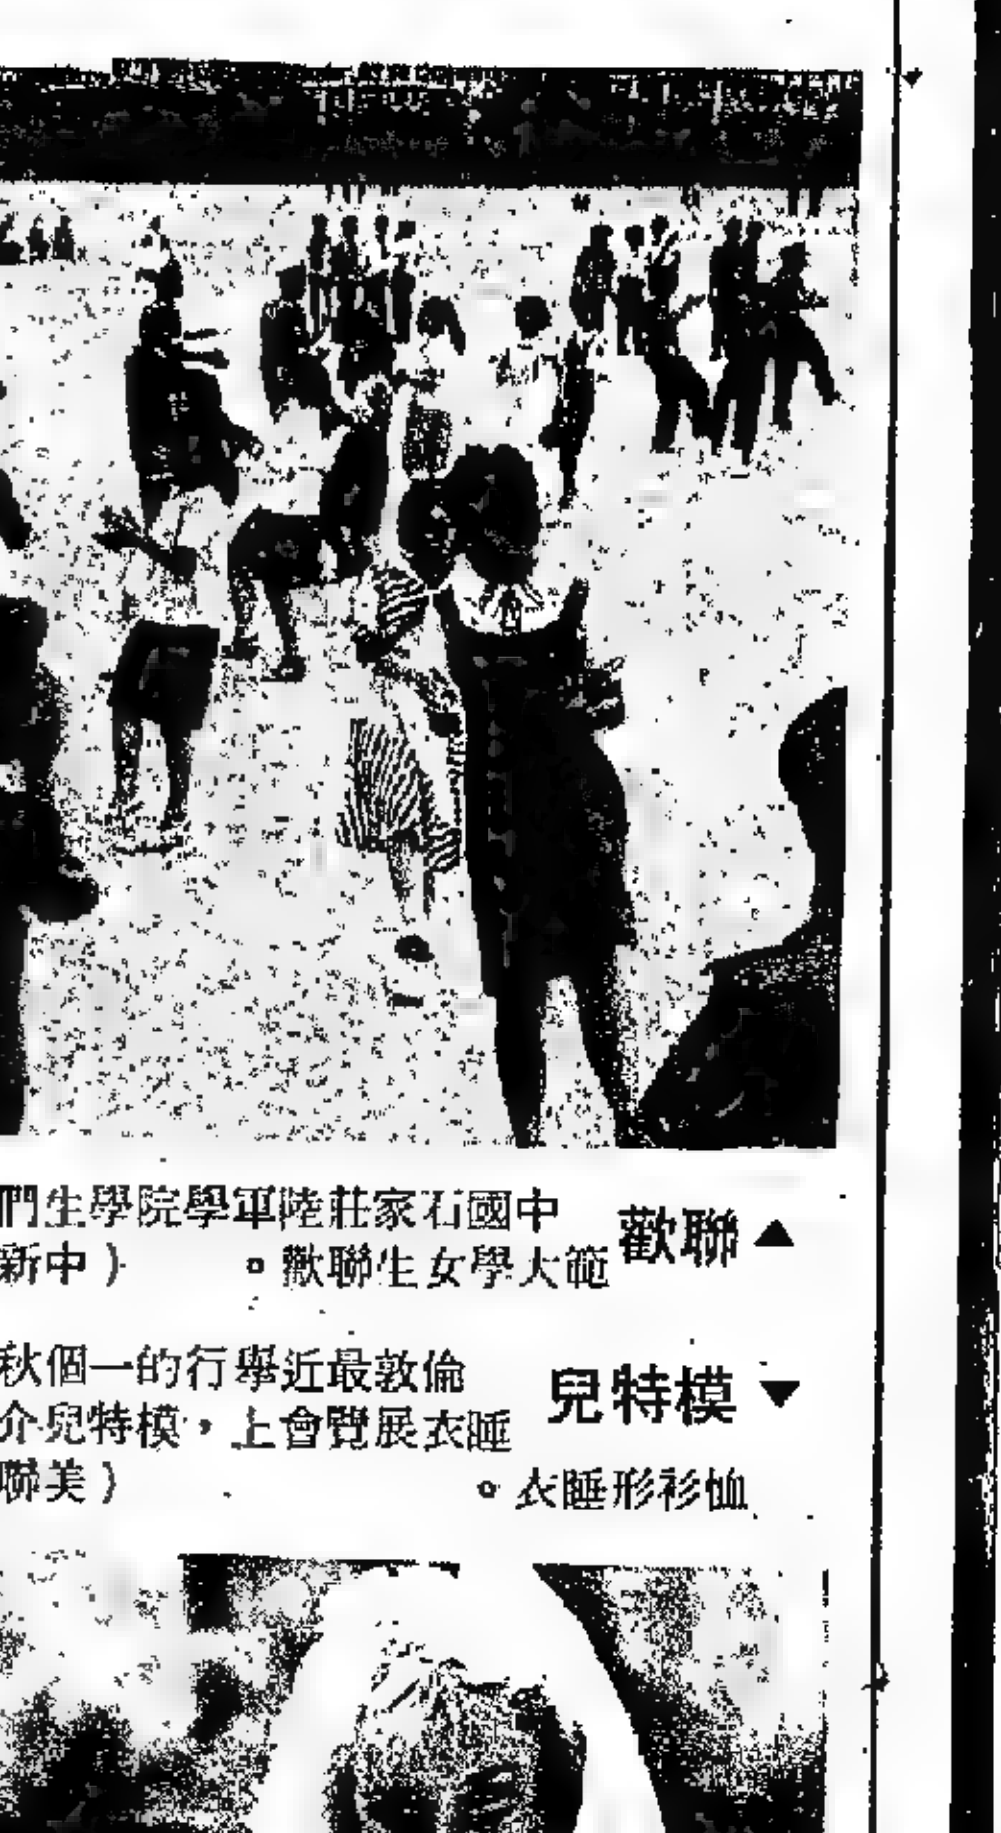 ▲聯歡
中國石家莊陸軍學院學生們
範大學女生聯歡。（中新
▼模特兒
倫敦最近舉行的一個秋
睡衣展覽會上，模特兒介
恤衫形睡衣。（美聯